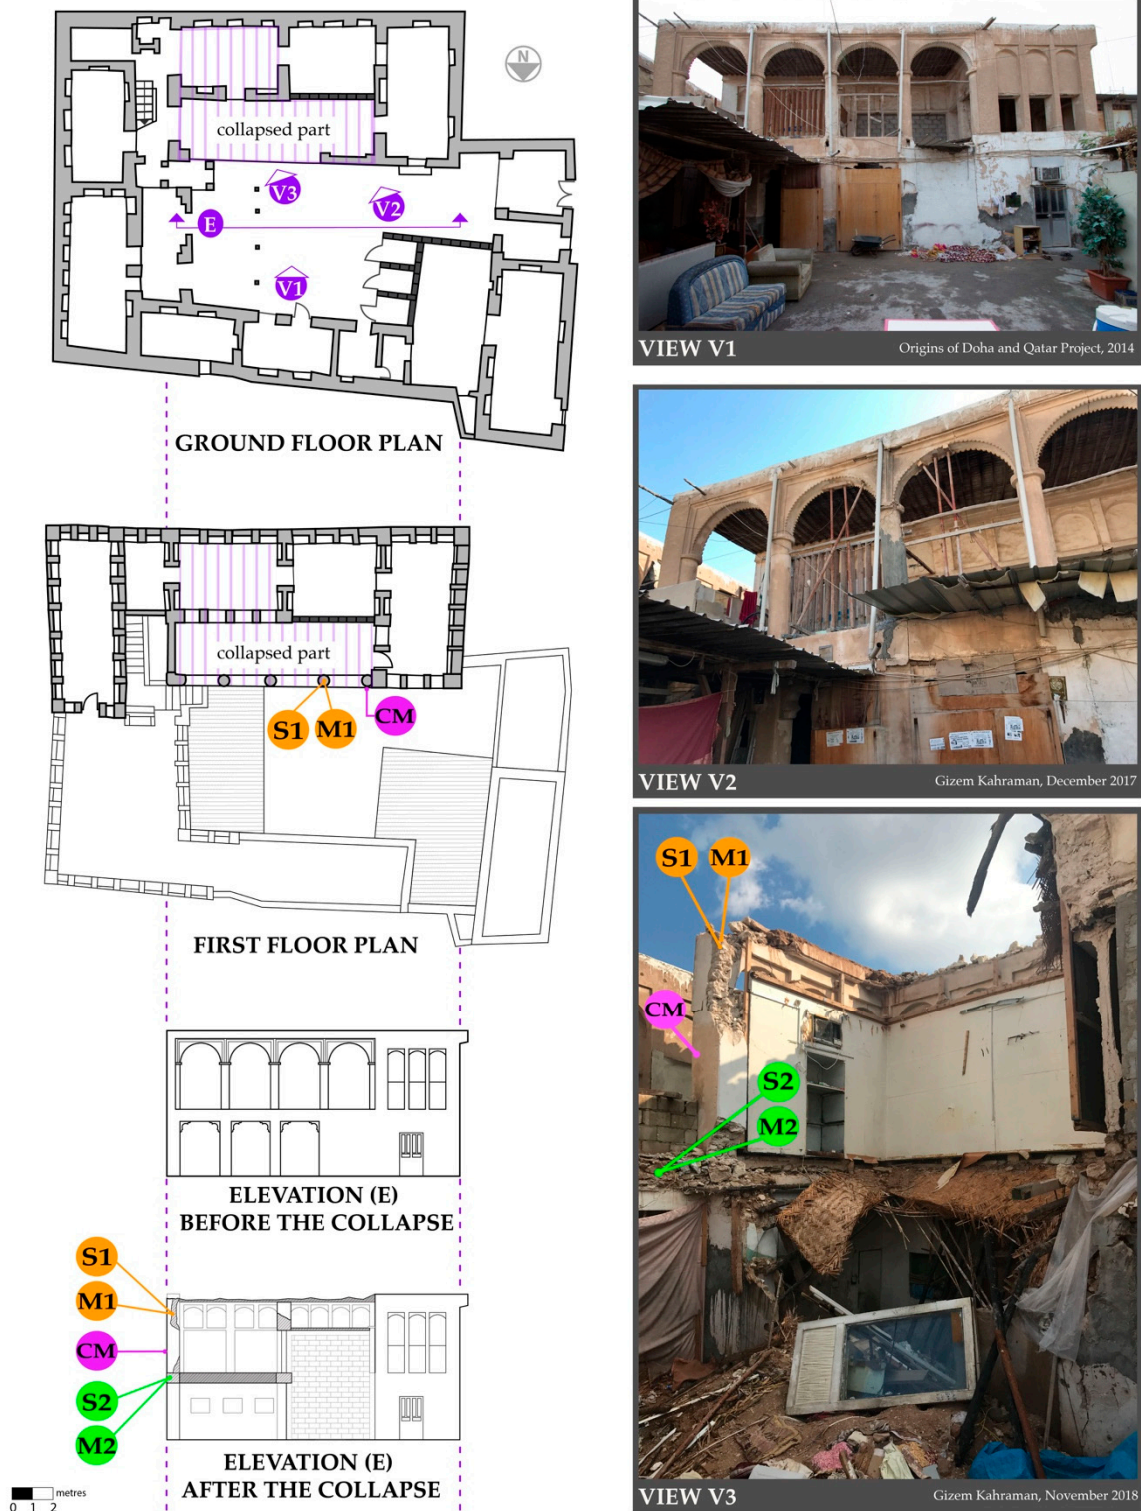 N
collapsed part
V3
V2
E
V1
GROUND FLOOR PLAN
collapsed part
S1
M1
CM
FIRST FLOOR PLAN
ELEVATION (E)
BEFORE THE COLLAPSE
S1
M1
CM
S2
M2
ELEVATION (E)
AFTER THE COLLAPSE
metres
0 1 2
VIEW V1
Origins of Doha and Qatar Project, 2014
VIEW V2
Gizem Kahraman, December 2017
S1
M1
CM
S2
M2
VIEW V3
Gizem Kahraman, November 2018